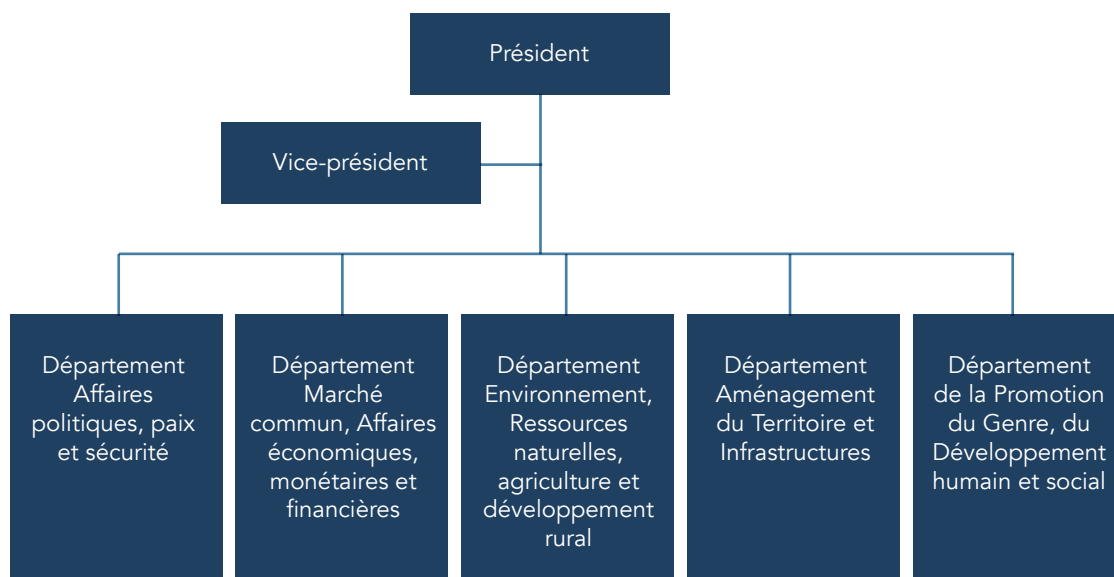 Président
Vice-président
Département
Affaires
politiques, paix
et sécurité
Département
Marché
commun, Affaires
économiques,
monétaires et
financières
Département
Environnement,
Ressources
naturelles,
agriculture et
développement
rural
Département
Aménagement
du Territoire et
Infrastructures
Département
de la Promotion
du Genre, du
Développement
humain et social